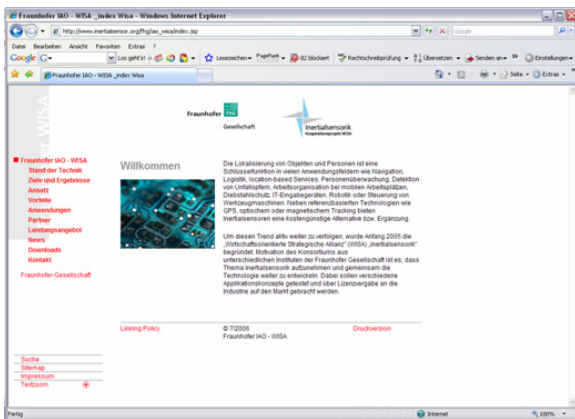 Fraunhofer IAO - WISA _index Wisa - Windows Internet Explorer
http://www.inertialsensor.org/fhg/iao_wisa/index.jsp
Google
Datei Bearbeiten Ansicht Favoriten Extras ?
Google G Los geht's! Lesezeichen PageRank 82 blockiert Rechtschreibprüfung Übersetzen Senden an Einstellungen
Fraunhofer IAO - WISA _index Wisa
Seite Extras
Fraunhofer
Gesellschaft
Inertialsensorik
Kooperationsprojekt WISA
Fraunhofer IAO - WISA
Stand der Technik
Ziele und Ergebnisse
Ansatz
Vorteile
Anwendungen
Partner
Leistungsangebot
News
Downloads
Kontakt
Fraunhofer-Gesellschaft
Willkommen
Die Lokalisierung von Objekten und Personen ist eine
Schlüsselfunktion in vielen Anwendungsfeldern wie Navigation,
Logistik, location-based Services, Personenüberwachung, Detektion
von Unfallopfern, Arbeitsorganisation bei mobilen Arbeitsplätzen,
Diebstahlschutz, IT-Eingabegeräten, Robotik oder Steuerung von
Werkzeugmaschinen. Neben referenzbasierten Technologien wie
GPS, optischem oder magnetischem Tracking bieten
Inertialsensoren eine kostengünstige Alternative bzw. Ergänzung.
Um diesen Trend aktiv weiter zu verfolgen, wurde Anfang 2005 die
„Wirtschaftsorientierte Strategische Allianz" (WISA) „Inertialsensorik"
begründet. Motivation des Konsortiums aus
unterschiedlichen Instituten der Fraunhofer Gesellschaft ist es, dass
Thema Inertialsensorik aufzunehmen und gemeinsam die
Technologie weiter zu entwickeln. Dabei sollen verschiedene
Applikationskonzepte getestet und über Lizenzvergabe an die
Industrie auf den Markt gebracht werden.
Linking Policy
© 7/2006
Fraunhofer IAO - WISA
Druckversion
Suche
Sitemap
Impressum
Textzoom
Fertig
Internet
100%